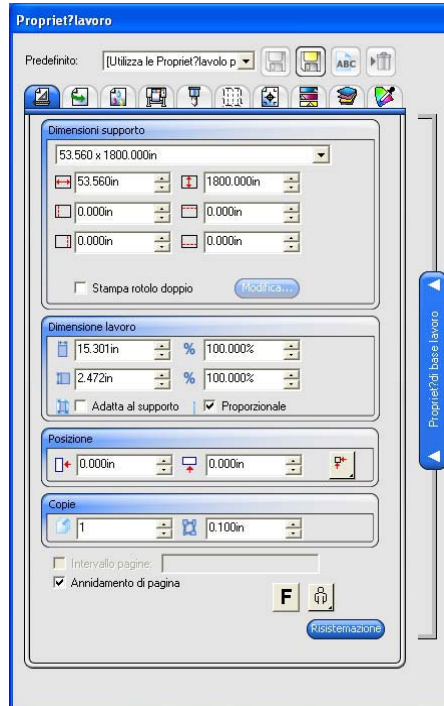 Propriet?lavoro
Predefinito: [Utilizza le Propriet?lavolo p
ABC
Dimensioni supporto
53.560 x 1800.000in
53.560in 1800.000in
0.000in 0.000in
0.000in 0.000in
Stampa rotolo doppio Modifica...
Dimensione lavoro
15.301in % 100.000%
2.472in % 100.000%
Adatta al supporto Proporzionale
Posizione
0.000in 0.000in
Copie
1 0.100in
Intervallo pagine:
Annidamento di pagina
F
Risistemazione
Propriet?di base lavoro